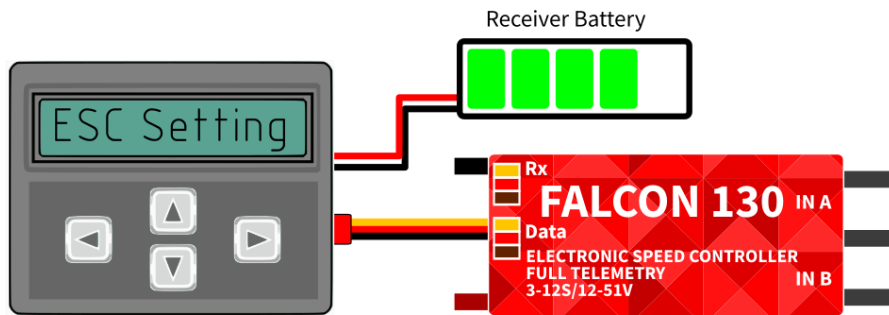 Receiver Battery
ESC Setting
Rx
FALCON 130
IN A
Data
ELECTRONIC SPEED CONTROLLER
FULL TELEMETRY
IN B
3-12S/12-51V